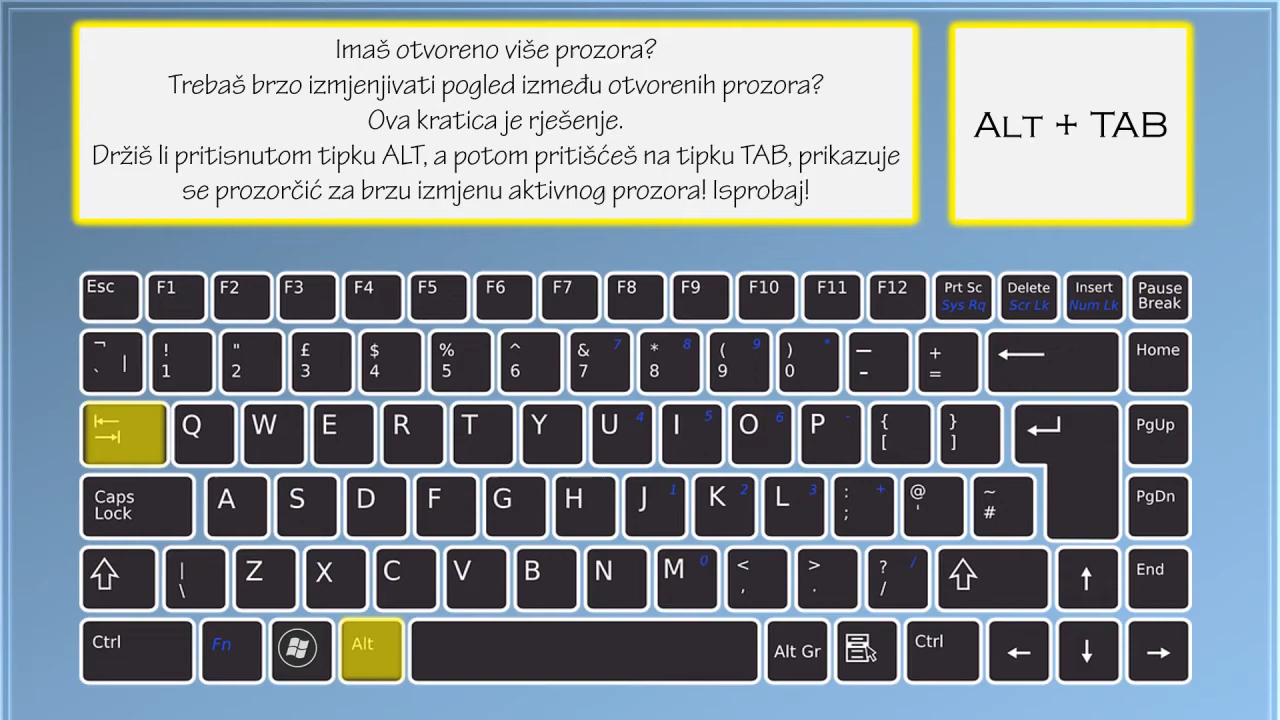 Imaš otvoreno više prozora?
Trebaš brzo izmjenjivati pogled između otvorenih prozora?
Ova kratica je rješenje.
Držiš li pritisnutom tipku ALT, a potom pritišćeš na tipku TAB, prikazuje
se prozorčić za brzu izmjenu aktivnog prozora! Isprobaj!
ALT + TAB
Esc F1 F2 F3 F4 F5 F6 F7 F8 F9 F10 F11 F12 Prt Sc Sys Rq Delete Scr Lk Insert Num Lk Pause Break
¬ ` | ! 1 " 2 £ 3 $ 4 % 5 ^ 6 & 7 7 * 8 8 ( 9 9 ) 0 * — - + = Home
Q W E R T Y U 4 I 5 O 6 P - { [ } ] PgUp
Caps Lock A S D F G H J 1 K 2 L 3 : ; + @ ' ~ # PgDn
| \ Z X C V B N M 0 < , > . ? / / End
Ctrl Fn Alt Alt Gr Ctrl